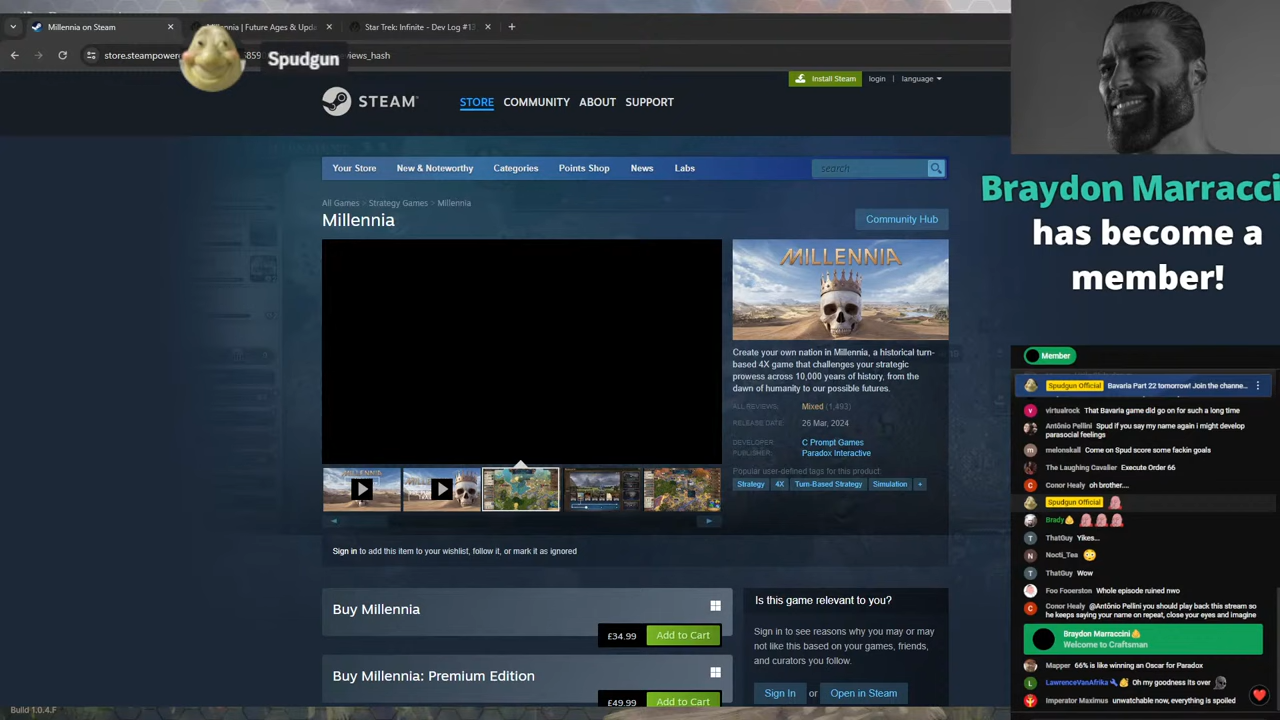 Millennia on Steam
Millennia | Future Ages & Upda
Star Trek: Infinite - Dev Log #13
store.steampower
859
views_hash
Spudgun
Install Steam
login
language
STEAM
STORE
COMMUNITY
ABOUT
SUPPORT
Your Store
New & Noteworthy
Categories
Points Shop
News
Labs
search
All Games > Strategy Games > Millennia
Millennia
Community Hub
MILLENNIA
Create your own nation in Millennia, a historical turn-
based 4X game that challenges your strategic
prowess across 10,000 years of history, from the
dawn of humanity to our possible futures.
ALL REVIEWS: Mixed (1,493)
RELEASE DATE: 26 Mar, 2024
DEVELOPER: C Prompt Games
PUBLISHER: Paradox Interactive
Popular user-defined tags for this product:
Strategy 4X Turn-Based Strategy Simulation +
MILLENNIA
Sign in to add this item to your wishlist, follow it, or mark it as ignored
Buy Millennia
£34.99
Add to Cart
Buy Millennia: Premium Edition
£49.99
Add to Cart
Is this game relevant to you?
Sign in to see reasons why you may or may
not like this based on your games, friends,
and curators you follow.
Sign In or Open in Steam
Build 1.0.4.F
Braydon Marracci
has become a
member!
Member
Spudgun Official Bavaria Part 22 tomorrow! Join the channe...
virtualrock That Bavaria game did go on for such a long time
Antônio Pellini Spud if you say my name again i might develop
parasocial feelings
melonskall Come on Spud score some fackin goals
The Laughing Cavalier Execute Order 66
Conor Healy oh brother....
Spudgun Official
Brady
ThatGuy Yikes...
Nocti_Tea
ThatGuy Wow
Foo Fooerston Whole episode ruined nwo
Conor Healy @Antônio Pellini you should play back this stream so
he keeps saying your name on repeat, close your eyes and imagine
Braydon Marraccini
Welcome to Craftsman
Mapper 66% is like winning an Oscar for Paradox
LawrenceVanAfrika Oh my goodness Its over
Imperator Maximus unwatchable now, everything is spoiled